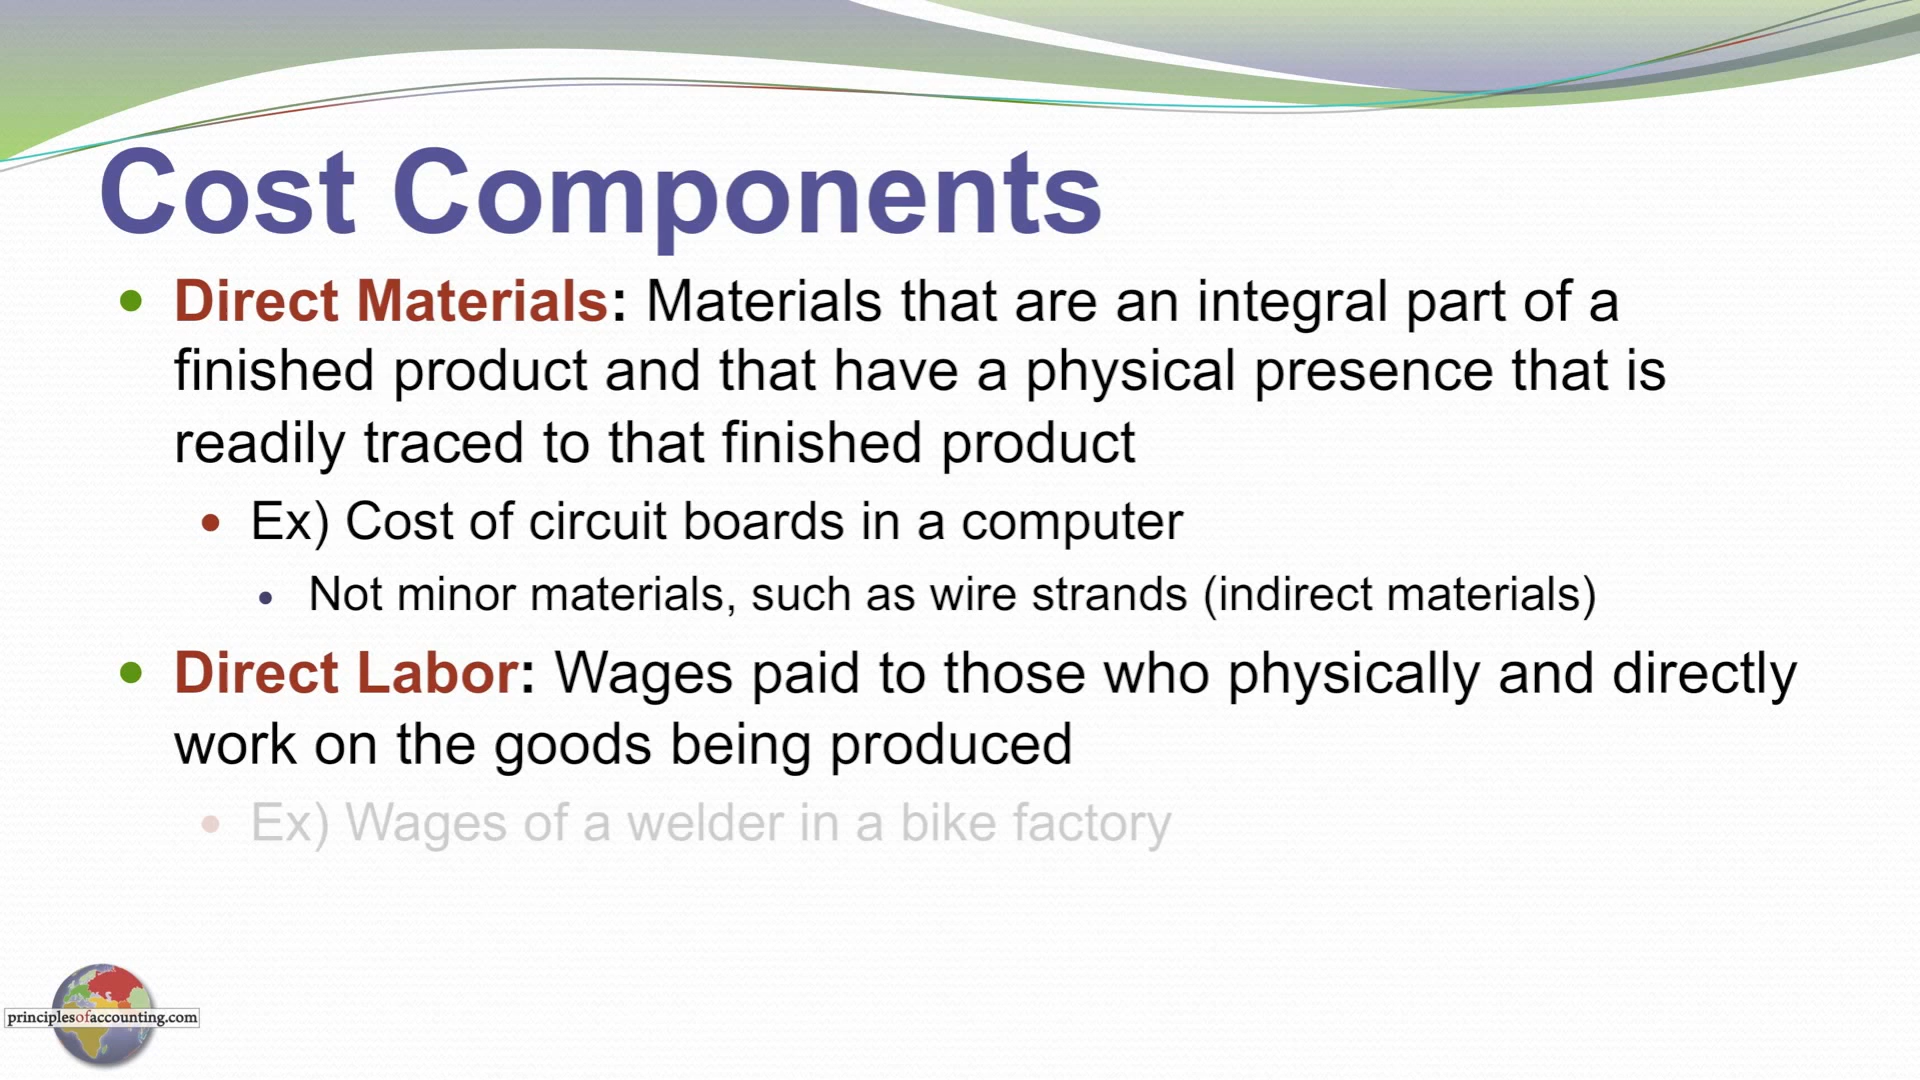 Cost Components
• Direct Materials: Materials that are an integral part of a
finished product and that have a physical presence that is
readily traced to that finished product
• Ex) Cost of circuit boards in a computer
• Not minor materials, such as wire strands (indirect materials)
• Direct Labor: Wages paid to those who physically and directly
work on the goods being produced
• Ex) Wages of a welder in a bike factory
principlesofaccounting.com